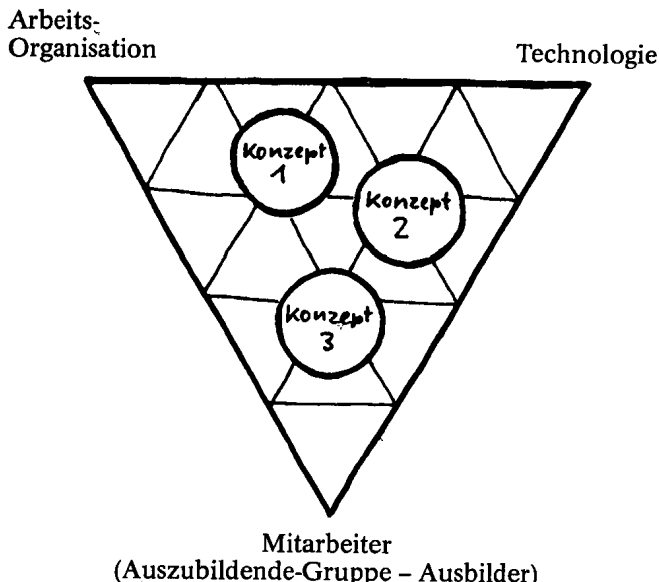 Arbeits-
Organisation
Technologie
Konzept
1
Konzept
2
Konzept
3
Mitarbeiter
(Auszubildende-Gruppe – Ausbilder)